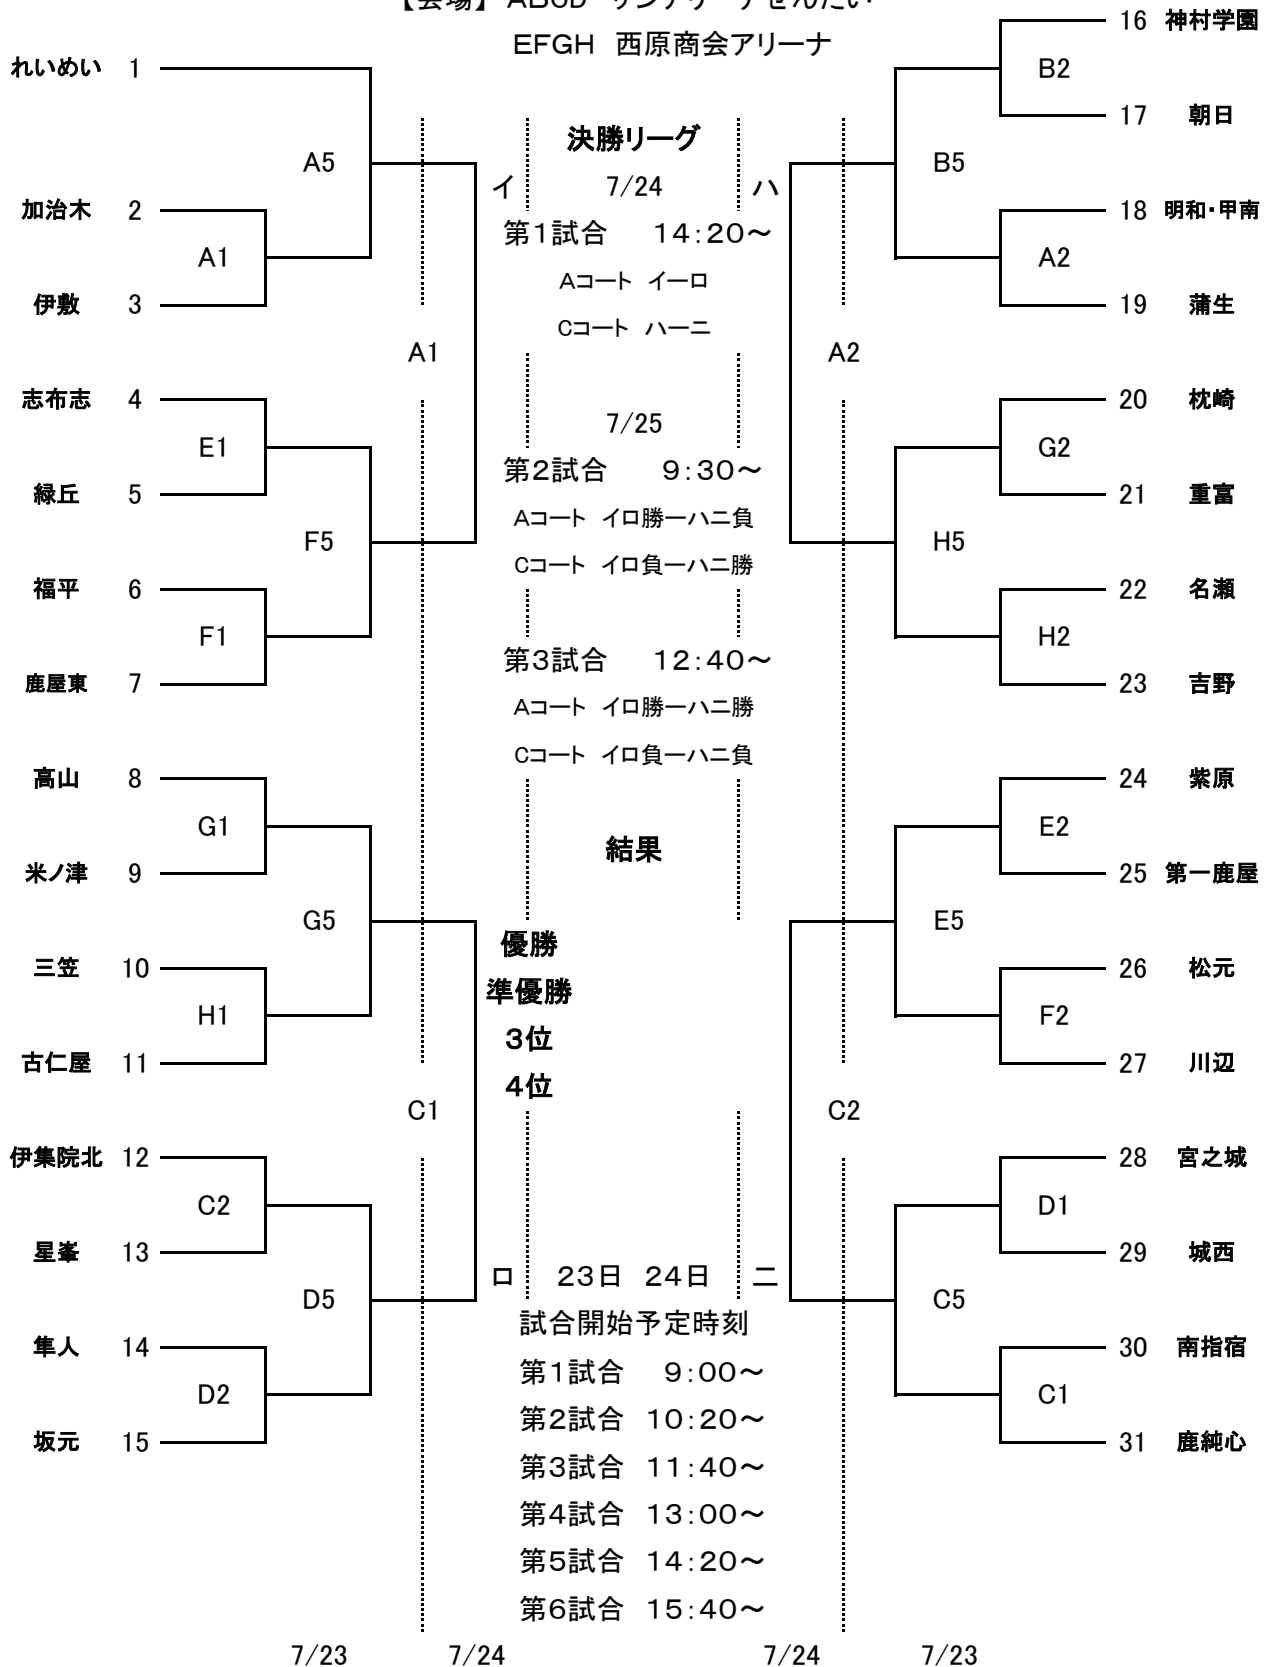 【会場】 ABCD サンアリーナせんだい
EFGH 西原商会アリーナ
れいめい 1
加治木 2
伊敷 3
志布志 4
緑丘 5
福平 6
鹿屋東 7
高山 8
米ノ津 9
三笠 10
古仁屋 11
伊集院北 12
星峯 13
隼人 14
坂元 15
A1
E1
F1
G1
H1
C2
D2
A5
F5
G5
D5
A1
C1
イ
ロ
決勝リーグ
7/24
第1試合 14:20～
Aコート イーロ
Cコート ハーニ
7/25
第2試合 9:30～
Aコート イロ勝ーハニ負
Cコート イロ負ーハニ勝
第3試合 12:40～
Aコート イロ勝ーハニ勝
Cコート イロ負ーハニ負
結果
優勝
準優勝
3位
4位
23日 24日
試合開始予定時刻
第1試合 9:00～
第2試合 10:20～
第3試合 11:40～
第4試合 13:00～
第5試合 14:20～
第6試合 15:40～
ハ
ニ
A2
C2
B5
H5
E5
C5
B2
A2
G2
H2
E2
F2
D1
C1
16 神村学園
17 朝日
18 明和・甲南
19 蒲生
20 枕崎
21 重富
22 名瀬
23 吉野
24 紫原
25 第一鹿屋
26 松元
27 川辺
28 宮之城
29 城西
30 南指宿
31 鹿純心
7/23 7/24 7/24 7/23